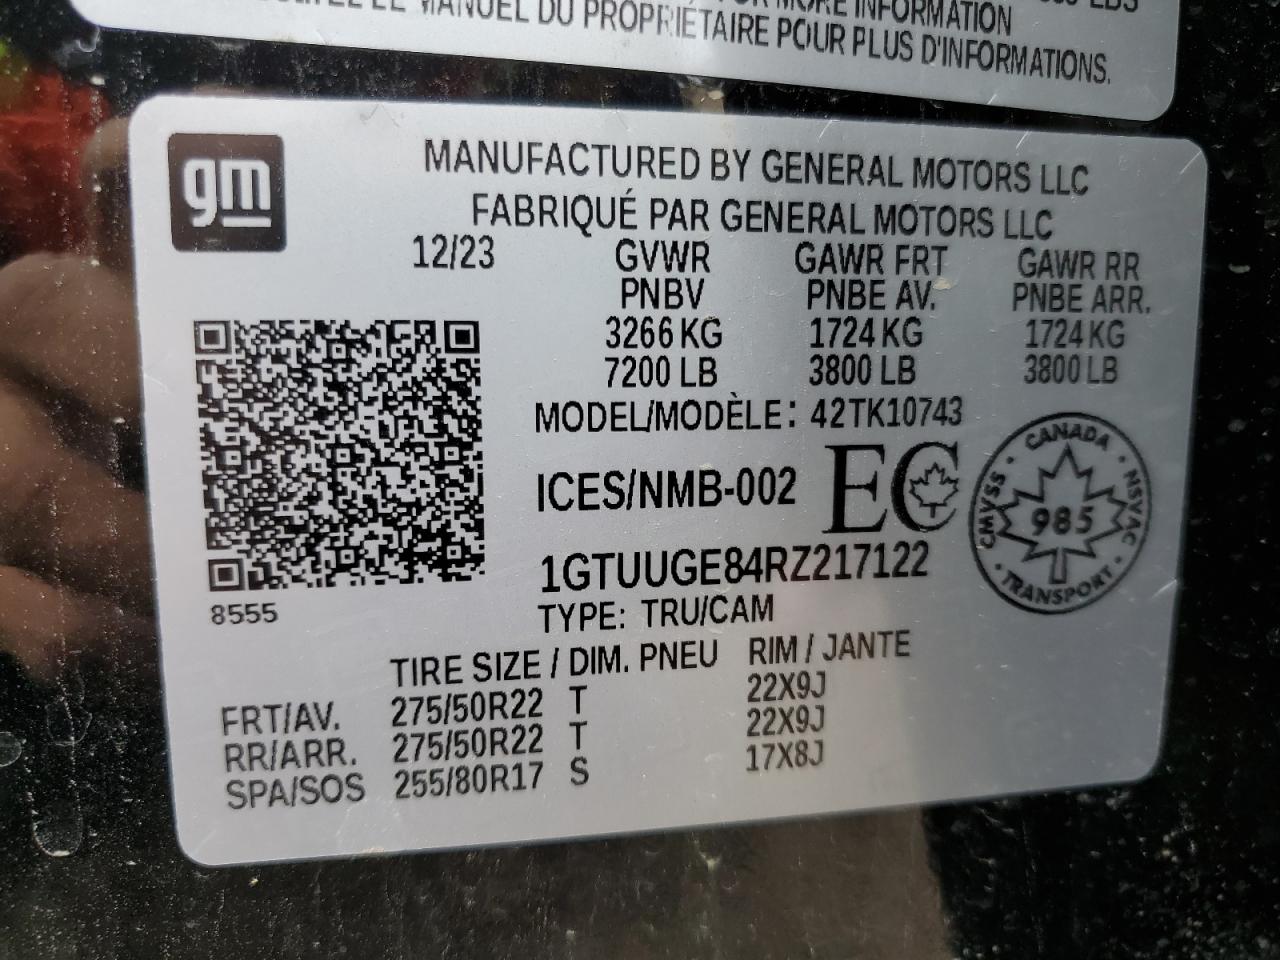 MORE INFORMATION
MANUEL DU PROPRIÉTAIRE POUR PLUS D'INFORMATIONS.
gm
MANUFACTURED BY GENERAL MOTORS LLC
FABRIQUÉ PAR GENERAL MOTORS LLC
12/23 GVWR GAWR FRT GAWR RR
PNBV PNBE AV. PNBE ARR.
3266 KG 1724 KG 1724 KG
7200 LB 3800 LB 3800 LB
MODEL/MODÈLE: 42TK10743
ICES/NMB-002 EC
CANADA
CMVSS · NSVAC
985
TRANSPORT
1GTUUGE84RZ217122
8555
TYPE: TRU/CAM
TIRE SIZE / DIM. PNEU RIM / JANTE
FRT/AV. 275/50R22 T 22X9J
RR/ARR. 275/50R22 T 22X9J
SPA/SOS 255/80R17 S 17X8J